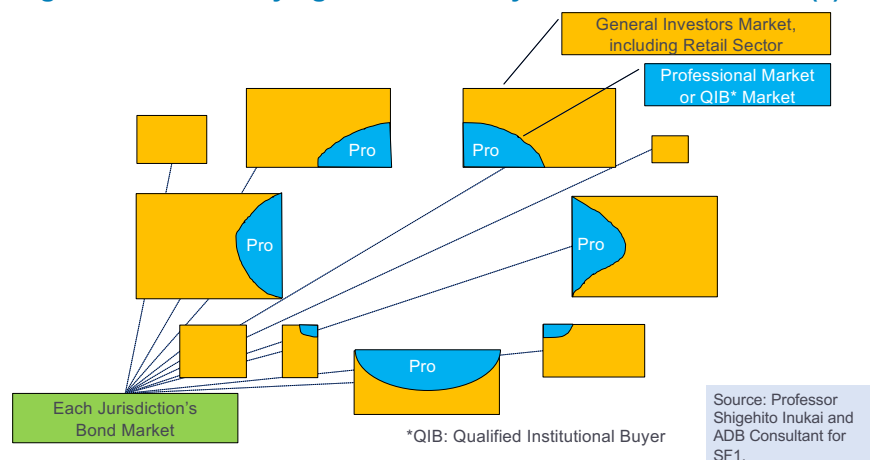 General Investors Market,
including Retail Sector
Professional Market
or QIB* Market
Pro
Pro
Pro
Pro
Pro
Each Jurisdiction's
Bond Market
*QIB: Qualified Institutional Buyer
Source: Professor
Shigehito Inukai and
ADB Consultant for
SF1.